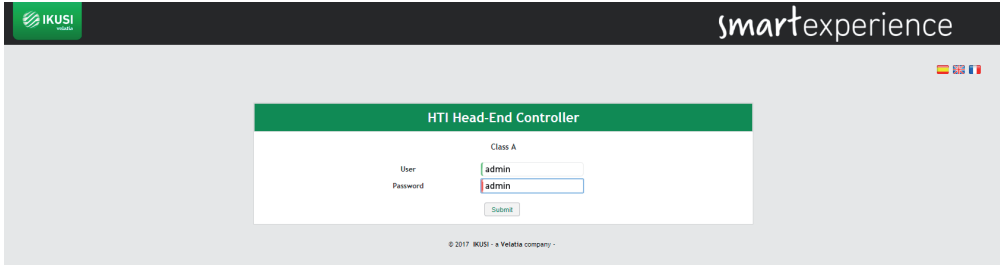 IKUSI
velatia
smartexperience
HTI Head-End Controller
Class A
User admin
Password admin
Submit
© 2017 IKUSI - a Velatia company -